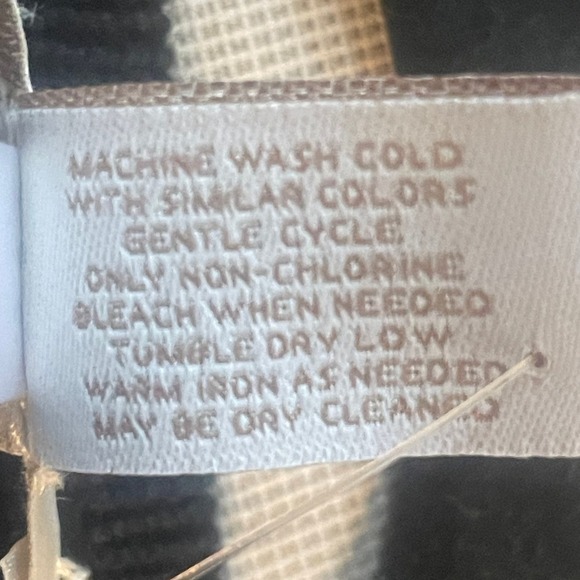 MACHINE WASH COLD
WITH SIMILAR COLORS
GENTLE CYCLE
ONLY NON-CHLORINE
BLEACH WHEN NEEDED
TUMBLE DRY LOW
WARM IRON AS NEEDED
MAY BE DRY CLEANED